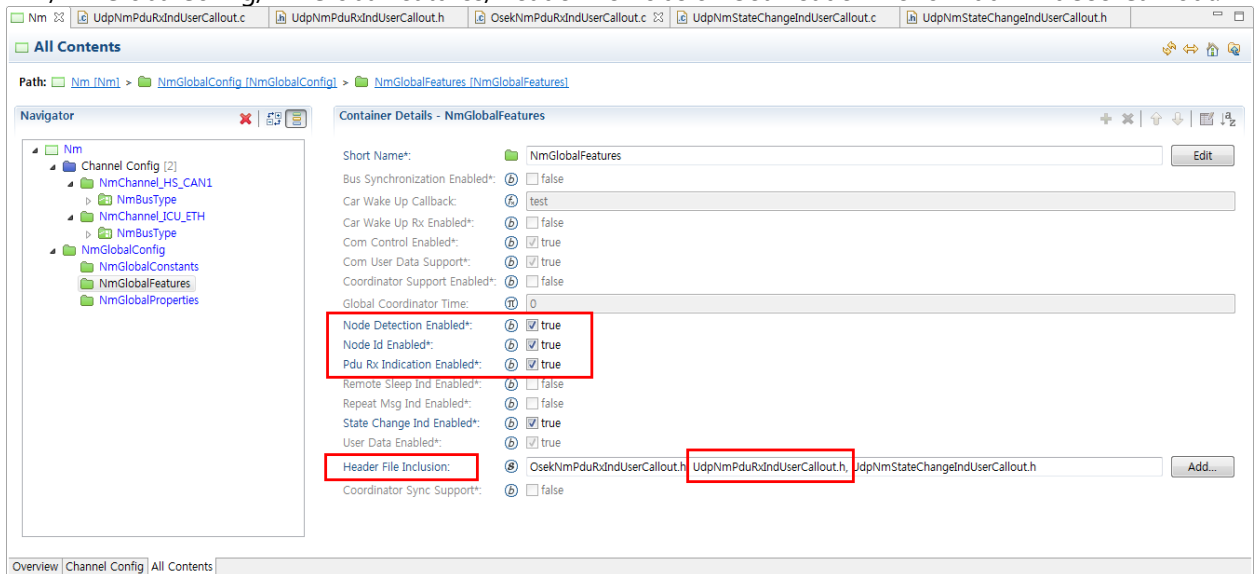 Nm UdpNmPduRxIndUserCallout.c UdpNmPduRxIndUserCallout.h OsekNmPduRxIndUserCallout.c UdpNmStateChangeIndUserCallout.c UdpNmStateChangeIndUserCallout.h
All Contents
Path: Nm [Nm] > NmGlobalConfig [NmGlobalConfig] > NmGlobalFeatures [NmGlobalFeatures]
Navigator
Nm
Channel Config [2]
NmChannel_HS_CAN1
NmBusType
NmChannel_ICU_ETH
NmBusType
NmGlobalConfig
NmGlobalConstants
NmGlobalFeatures
NmGlobalProperties
Container Details - NmGlobalFeatures
Short Name*: NmGlobalFeatures Edit
Bus Synchronization Enabled*: false
Car Wake Up Callback: test
Car Wake Up Rx Enabled*: false
Com Control Enabled*: true
Com User Data Support*: true
Coordinator Support Enabled*: false
Global Coordinator Time: 0
Node Detection Enabled*: true
Node Id Enabled*: true
Pdu Rx Indication Enabled*: true
Remote Sleep Ind Enabled*: false
Repeat Msg Ind Enabled*: false
State Change Ind Enabled*: true
User Data Enabled*: true
Header File Inclusion: OsekNmPduRxIndUserCallout.h, UdpNmPduRxIndUserCallout.h, UdpNmStateChangeIndUserCallout.h Add...
Coordinator Sync Support*: false
Overview Channel Config All Contents